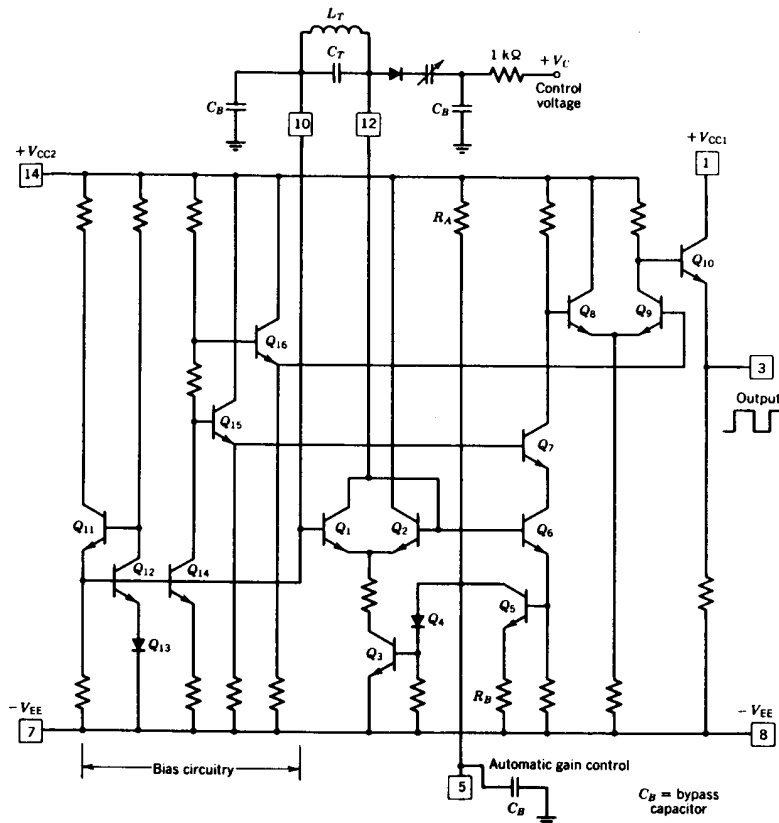 L_T
C_T
C_B
10
12
C_B
1 kΩ
+V_C
Control
voltage
+V_CC2
14
+V_CC1
1
R_A
Q_10
Q_8
Q_9
Q_16
3
Output
Q_15
Q_7
Q_11
Q_1
Q_2
Q_6
Q_12
Q_14
Q_4
Q_5
Q_13
Q_3
R_B
−V_EE
7
−V_EE
8
Bias circuitry
Automatic gain control
5
C_B
C_B = bypass
capacitor